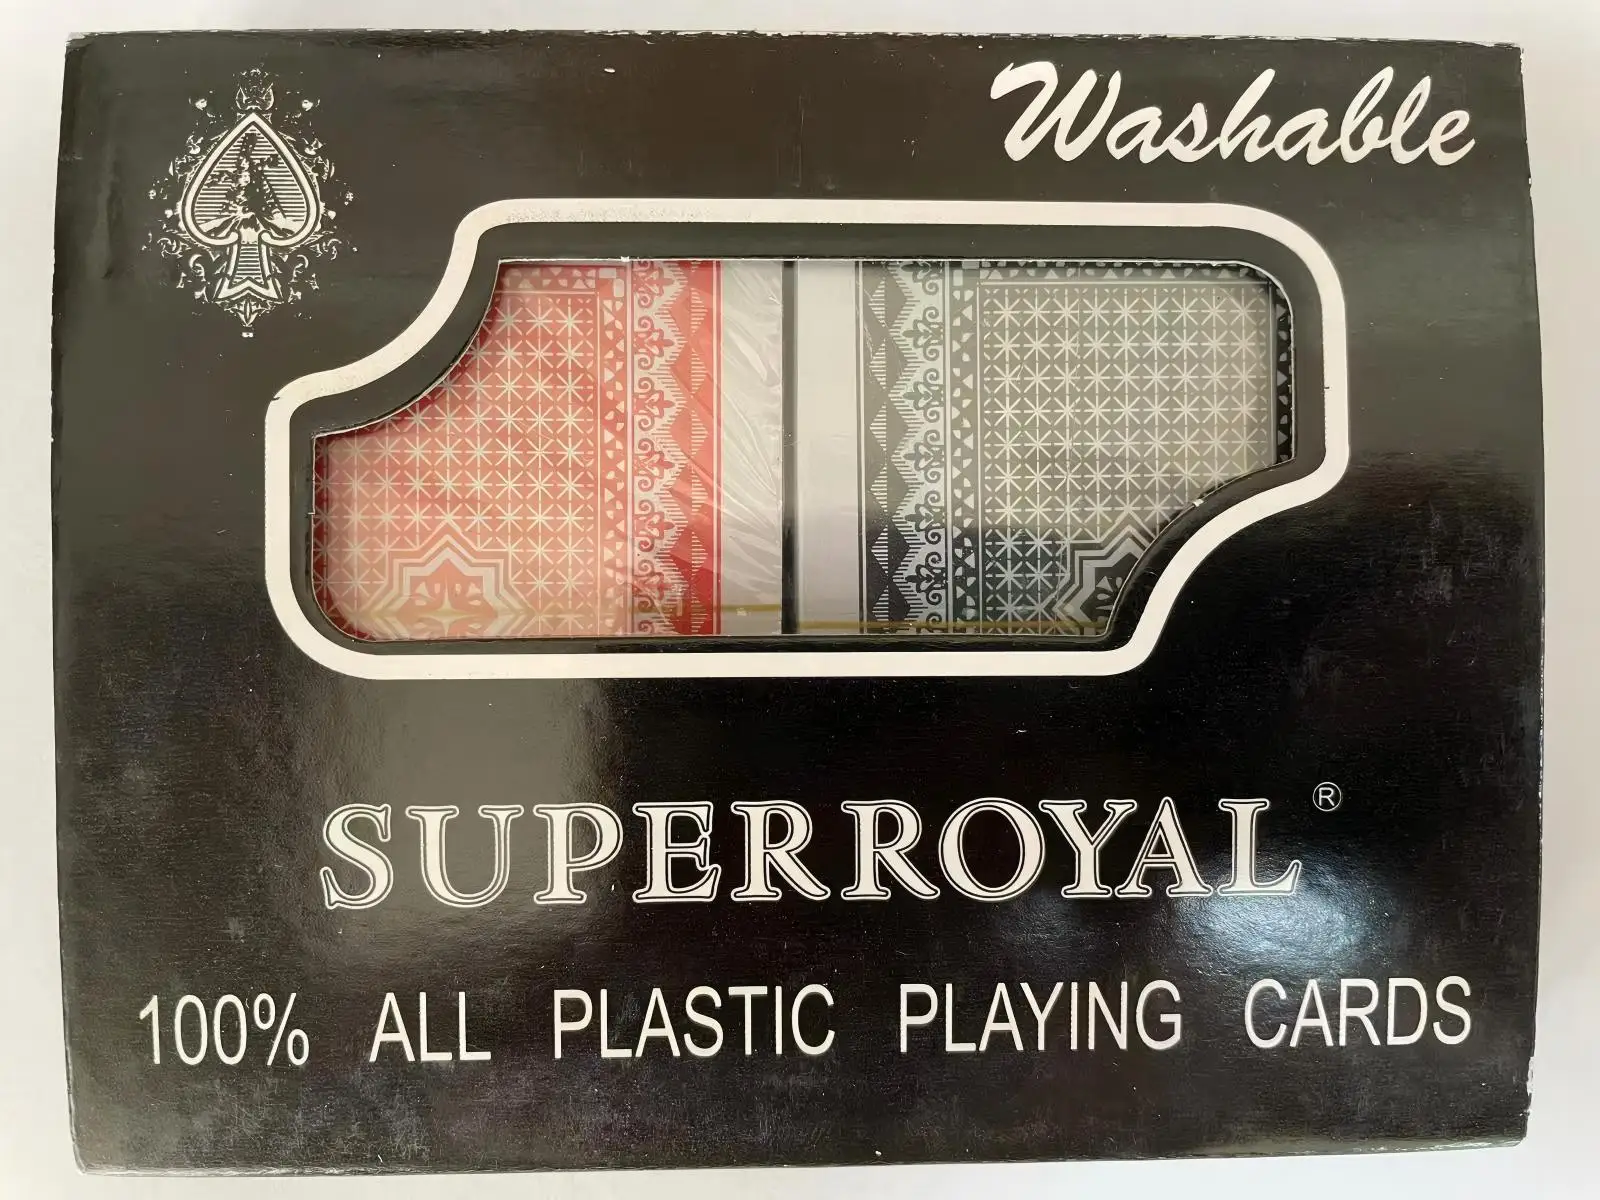 Washable
SUPERROYAL ®
100% ALL PLASTIC PLAYING CARDS